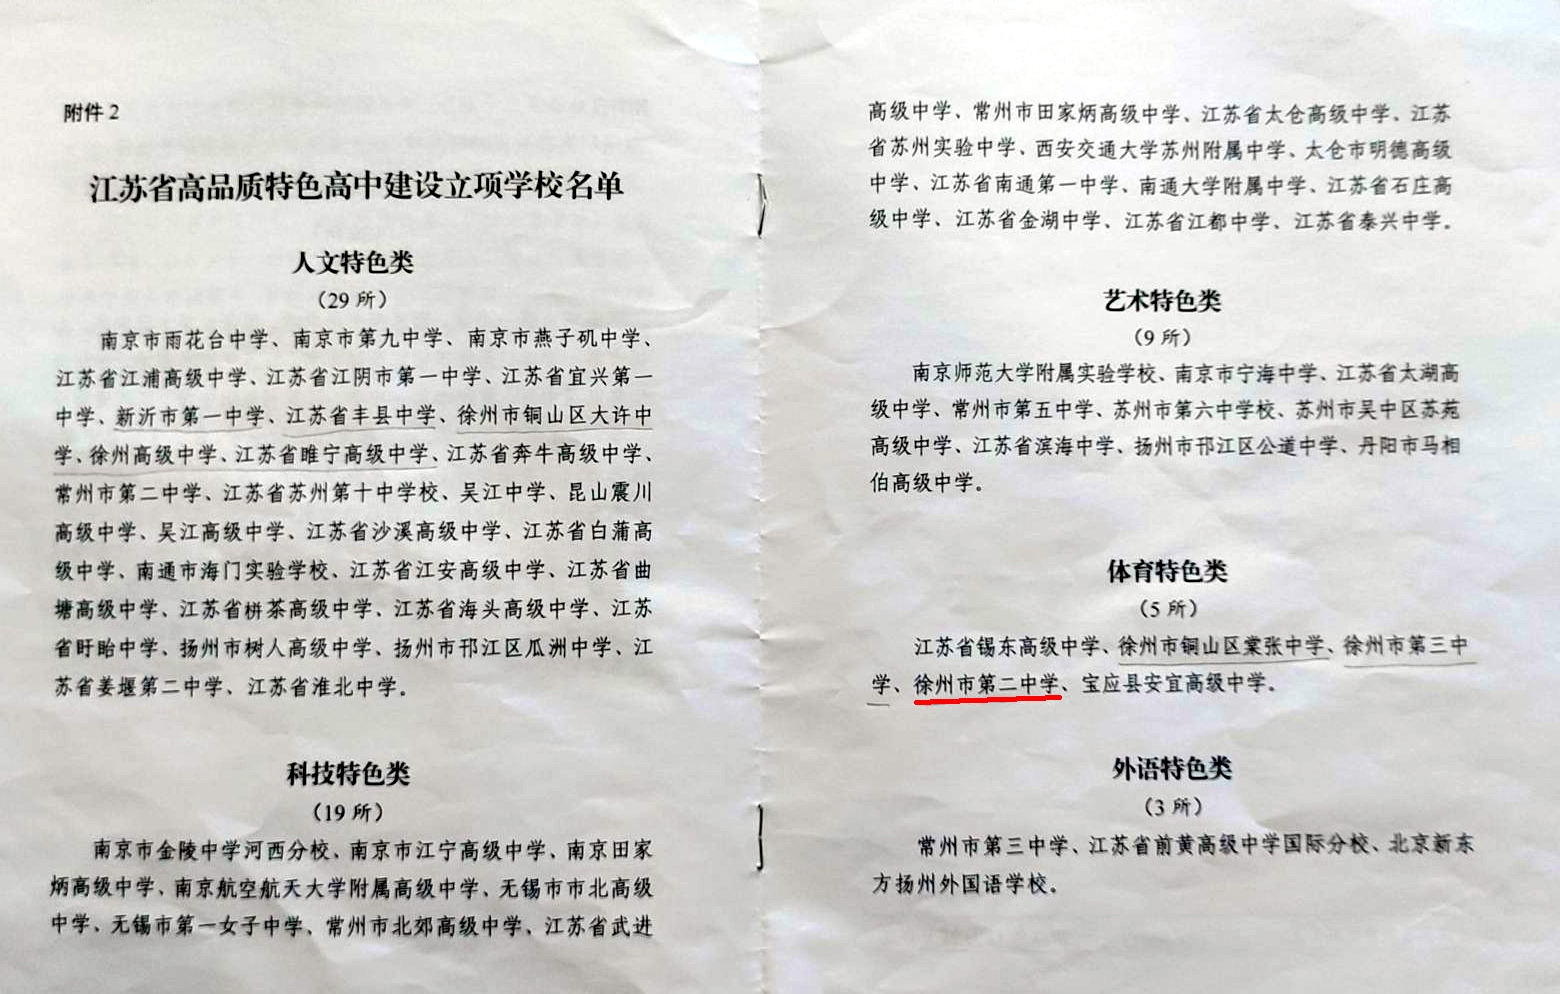 附件 2
江苏省高品质特色高中建设立项学校名单
人文特色类
（29 所）
南京市雨花台中学、南京市第九中学、南京市燕子矶中学、
江苏省江浦高级中学、江苏省江阴市第一中学、江苏省宜兴第一
中学、新沂市第一中学、江苏省丰县中学、徐州市铜山区大许中
学、徐州高级中学、江苏省睢宁高级中学、江苏省奔牛高级中学、
常州市第二中学、江苏省苏州第十中学校、吴江中学、昆山震川
高级中学、吴江高级中学、江苏省沙溪高级中学、江苏省白蒲高
级中学、南通市海门实验学校、江苏省江安高级中学、江苏省曲
塘高级中学、江苏省栟茶高级中学、江苏省海头高级中学、江苏
省盱眙中学、扬州市树人高级中学、扬州市邗江区瓜洲中学、江
苏省姜堰第二中学、江苏省淮北中学。
科技特色类
（19 所）
南京市金陵中学河西分校、南京市江宁高级中学、南京田家
炳高级中学、南京航空航天大学附属高级中学、无锡市市北高级
中学、无锡市第一女子中学、常州市北郊高级中学、江苏省武进
高级中学、常州市田家炳高级中学、江苏省太仓高级中学、江苏
省苏州实验中学、西安交通大学苏州附属中学、太仓市明德高级
中学、江苏省南通第一中学、南通大学附属中学、江苏省石庄高
级中学、江苏省金湖中学、江苏省江都中学、江苏省泰兴中学。
艺术特色类
（9 所）
南京师范大学附属实验学校、南京市宁海中学、江苏省太湖高
级中学、常州市第五中学、苏州市第六中学校、苏州市吴中区苏苑
高级中学、江苏省滨海中学、扬州市邗江区公道中学、丹阳市马相
伯高级中学。
体育特色类
（5 所）
江苏省锡东高级中学、徐州市铜山区棠张中学、徐州市第三中
学、徐州市第二中学、宝应县安宜高级中学。
外语特色类
（3 所）
常州市第三中学、江苏省前黄高级中学国际分校、北京新东
方扬州外国语学校。